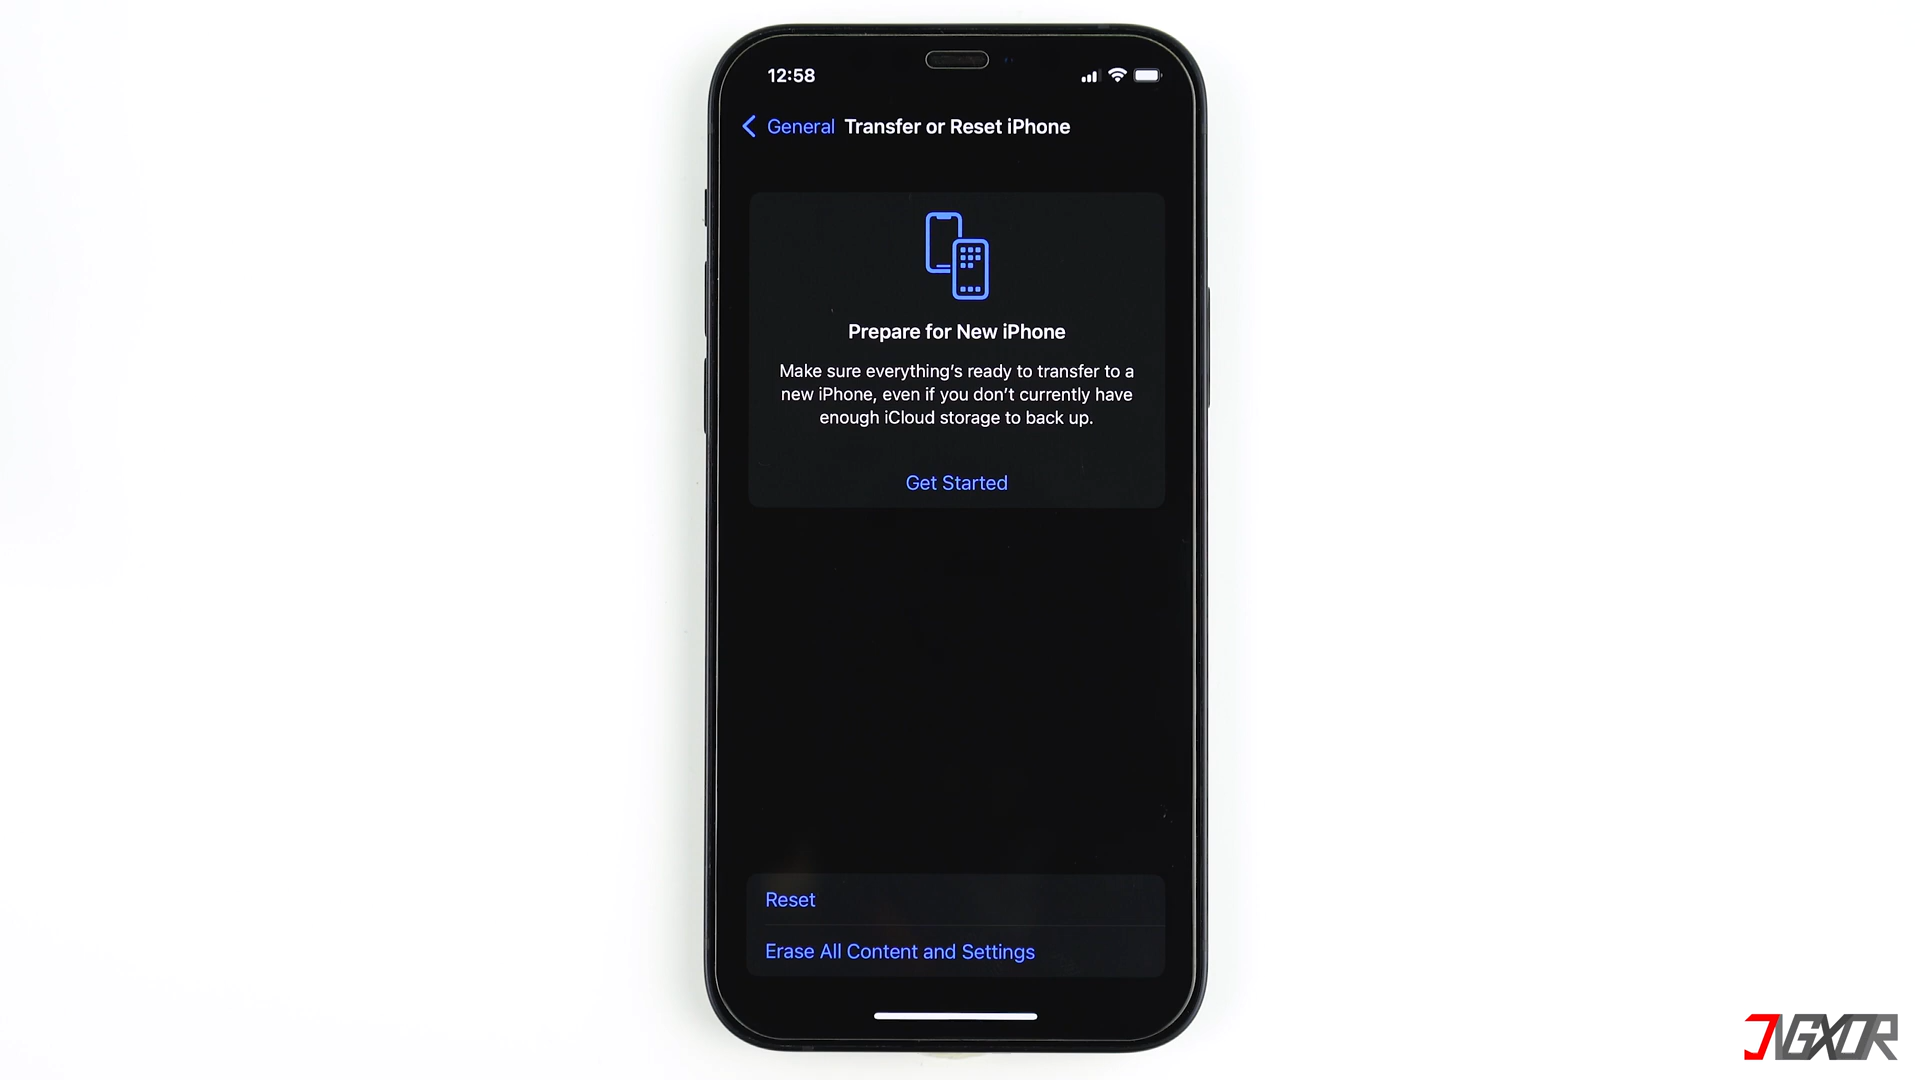 12:58
General Transfer or Reset iPhone
Prepare for New iPhone
Make sure everything's ready to transfer to a
new iPhone, even if you don't currently have
enough iCloud storage to back up.
Get Started
Reset
Erase All Content and Settings
JVGXOR